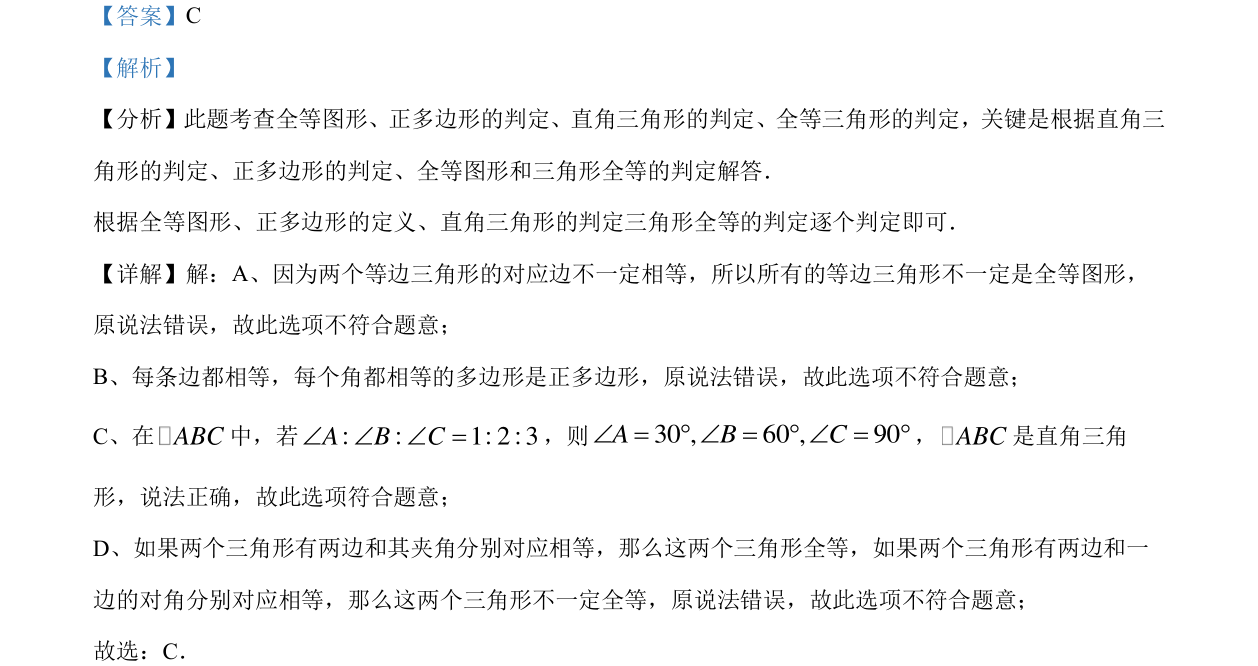 【答案】C
【解析】
【分析】此题考查全等图形、正多边形的判定、直角三角形的判定、全等三角形的判定，关键是根据直角三
角形的判定、正多边形的判定、全等图形和三角形全等的判定解答．
根据全等图形、正多边形的定义、直角三角形的判定三角形全等的判定逐个判定即可．
【详解】解：A、因为两个等边三角形的对应边不一定相等，所以所有的等边三角形不一定是全等图形，
原说法错误，故此选项不符合题意；
B、每条边都相等，每个角都相等的多边形是正多边形，原说法错误，故此选项不符合题意；
C、在□ABC 中，若∠A:∠B:∠C=1:2:3，则∠A=30°,∠B=60°,∠C=90°，□ABC 是直角三角
形，说法正确，故此选项符合题意；
D、如果两个三角形有两边和其夹角分别对应相等，那么这两个三角形全等，如果两个三角形有两边和一
边的对角分别对应相等，那么这两个三角形不一定全等，原说法错误，故此选项不符合题意；
故选：C．